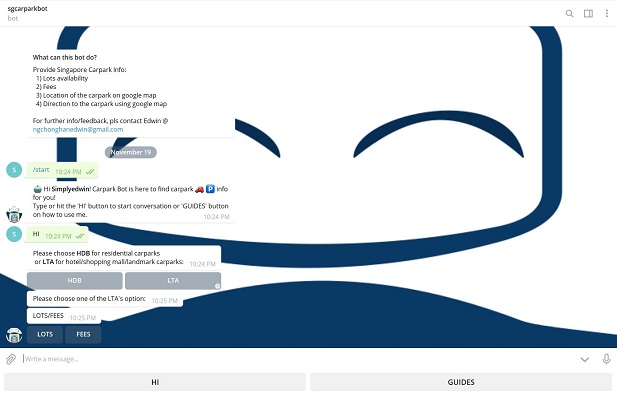 sgcarparkbot
bot
What can this bot do?
Provide Singapore Carpark Info:
1) Lots availability
2) Fees
3) Location of the carpark on google map
4) Direction to the carpark using google map
For further info/feedback, pls contact Edwin @
ngchonghanedwin@gmail.com
November 19
S
/start 10:24 PM
Hi Simplyedwin! Carpark Bot is here to find carpark 🚗 🅿 info
for you!
Type or hit the 'HI' button to start conversation or 'GUIDES' button
on how to use me. 10:24 PM
S
HI 10:24 PM
Please choose HDB for residential carparks
or LTA for hotel/shopping mall/landmark carparks: 10:24 PM
HDB LTA
Please choose one of the LTA's option: 10:25 PM
LOTS/FEES 10:25 PM
LOTS FEES
Write a message...
HI GUIDES